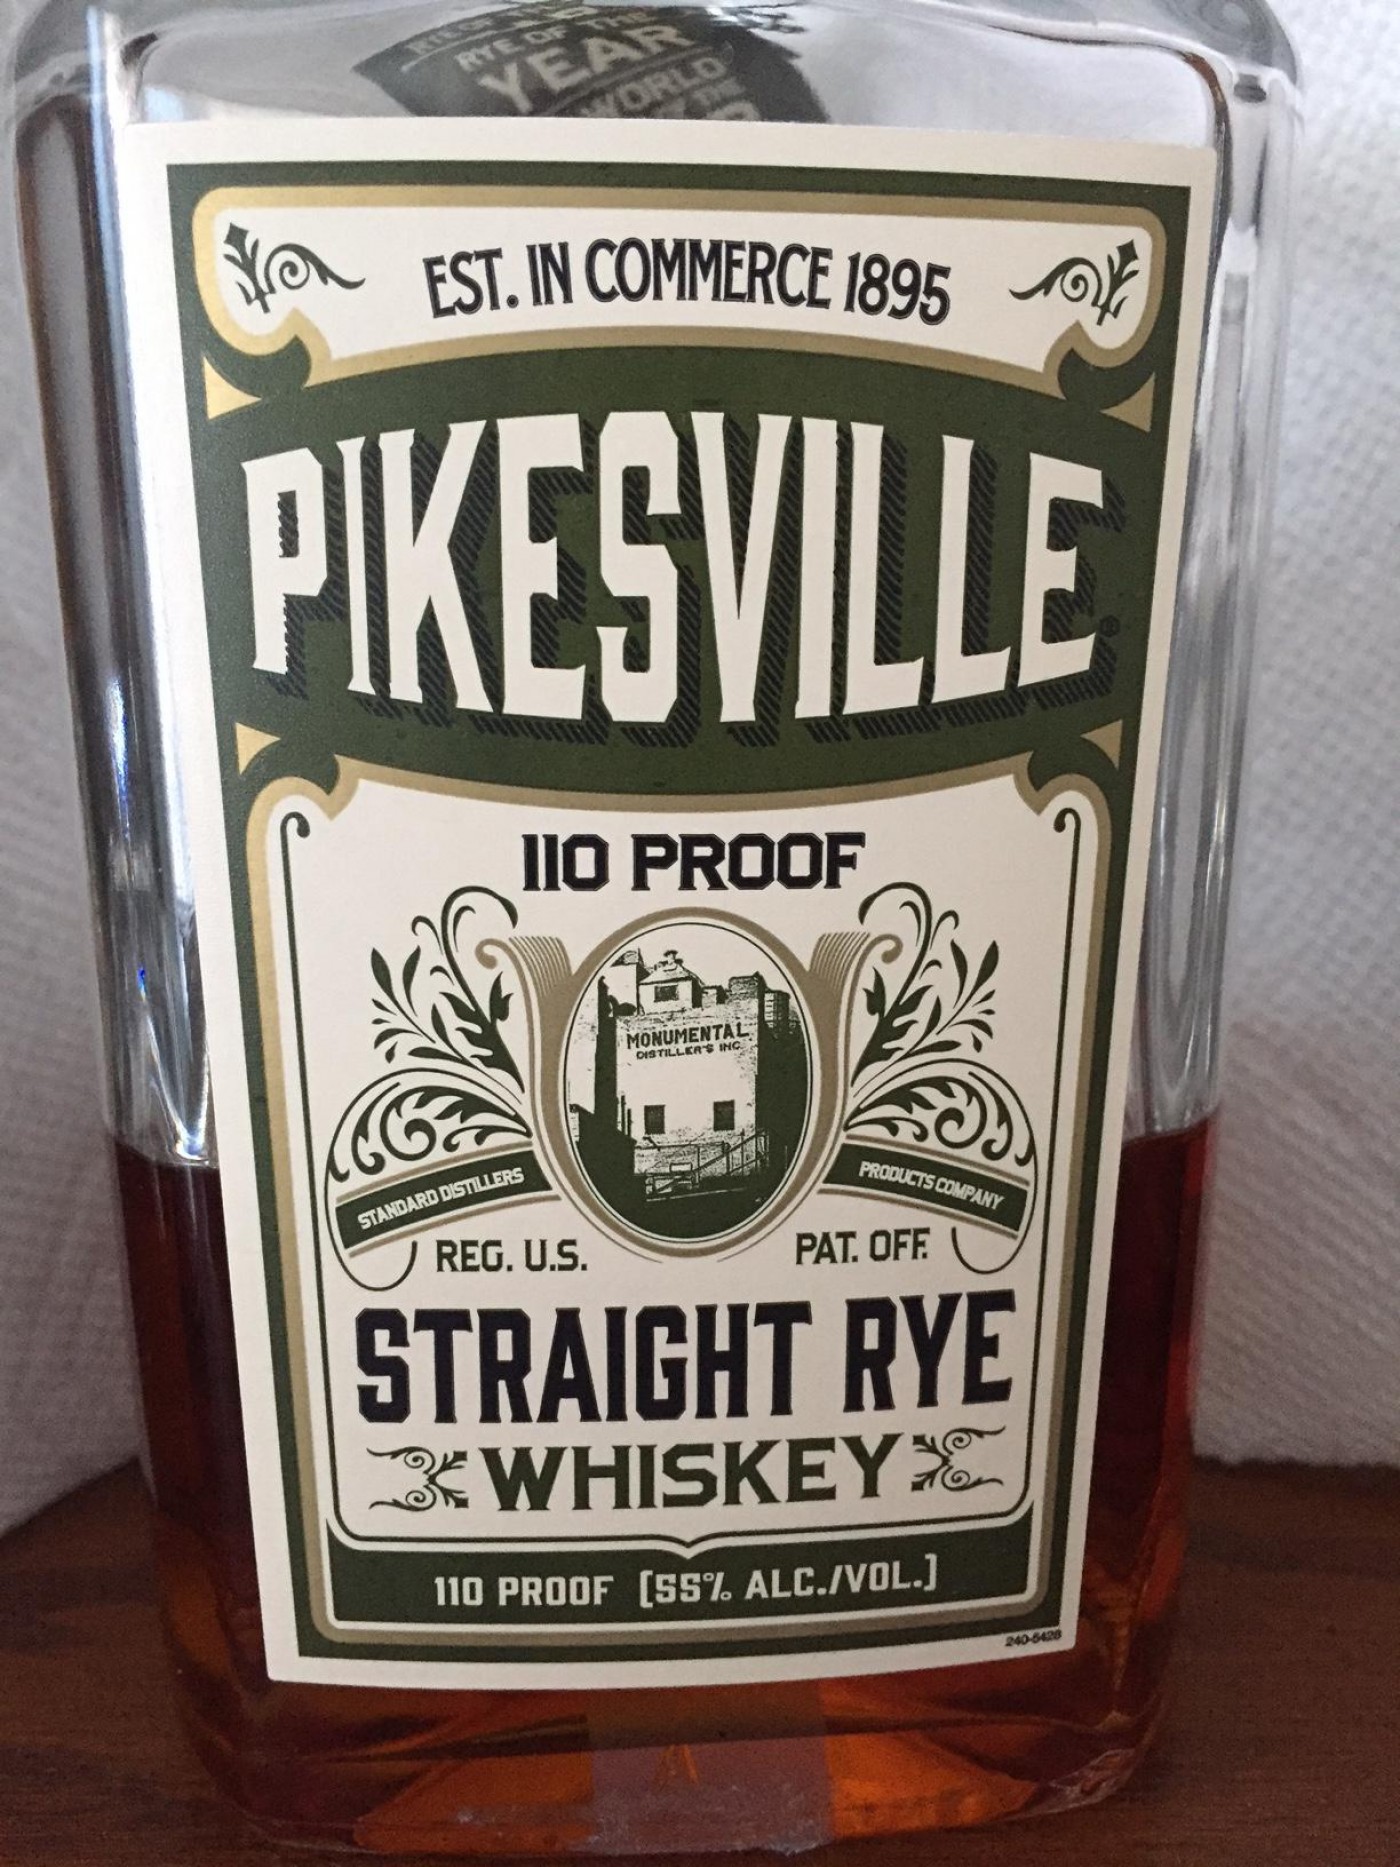 RYE OF THE
YEAR
WORLD
EST. IN COMMERCE 1895
PIKESVILLE®
110 PROOF
MONUMENTAL
DISTILLER'S INC.
STANDARD DISTILLERS
PRODUCTS COMPANY
REG. U.S.
PAT. OFF.
STRAIGHT RYE
WHISKEY
110 PROOF [55% ALC./VOL.]
240-5428